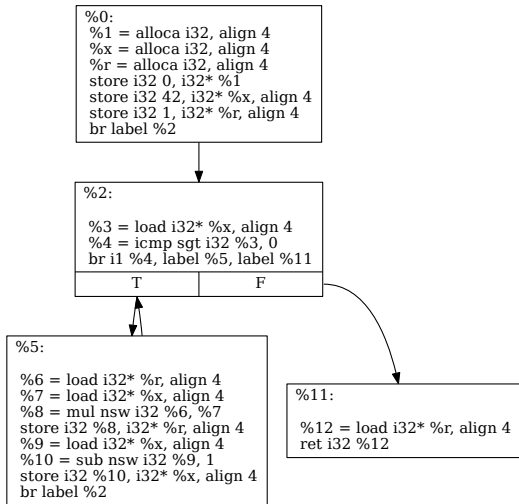 %0:
%1 = alloca i32, align 4
%x = alloca i32, align 4
%r = alloca i32, align 4
store i32 0, i32* %1
store i32 42, i32* %x, align 4
store i32 1, i32* %r, align 4
br label %2
%2:
%3 = load i32* %x, align 4
%4 = icmp sgt i32 %3, 0
br i1 %4, label %5, label %11
T
F
%5:
%6 = load i32* %r, align 4
%7 = load i32* %x, align 4
%8 = mul nsw i32 %6, %7
store i32 %8, i32* %r, align 4
%9 = load i32* %x, align 4
%10 = sub nsw i32 %9, 1
store i32 %10, i32* %x, align 4
br label %2
%11:
%12 = load i32* %r, align 4
ret i32 %12